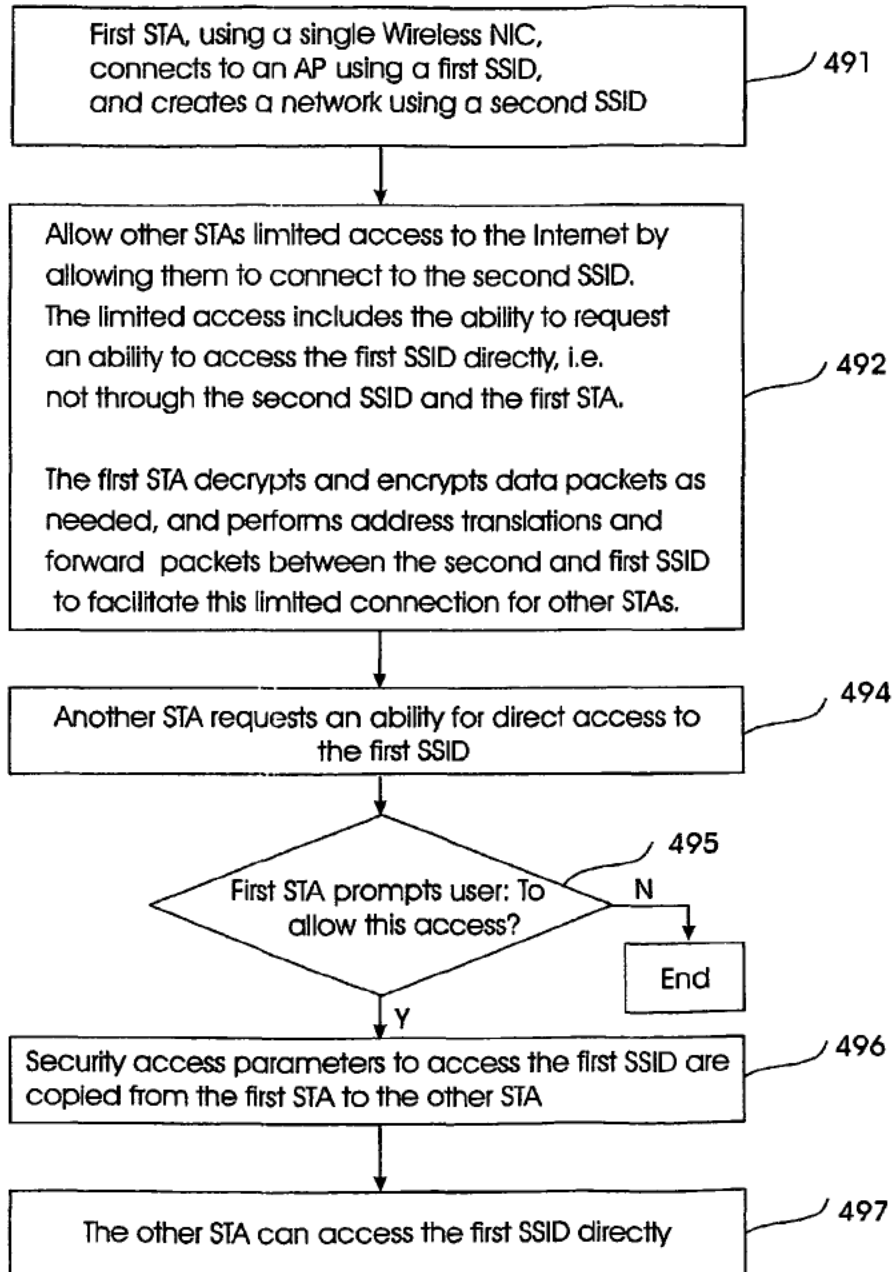 First STA, using a single Wireless NIC,
connects to an AP using a first SSID,
and creates a network using a second SSID
491
Allow other STAs limited access to the Internet by
allowing them to connect to the second SSID.
The limited access includes the ability to request
an ability to access the first SSID directly, i.e.
not through the second SSID and the first STA.
492
The first STA decrypts and encrypts data packets as
needed, and performs address translations and
forward packets between the second and first SSID
to facilitate this limited connection for other STAs.
Another STA requests an ability for direct access to
the first SSID
494
First STA prompts user: To
allow this access?
495
N
End
Y
Security access parameters to access the first SSID are
copied from the first STA to the other STA
496
The other STA can access the first SSID directly
497